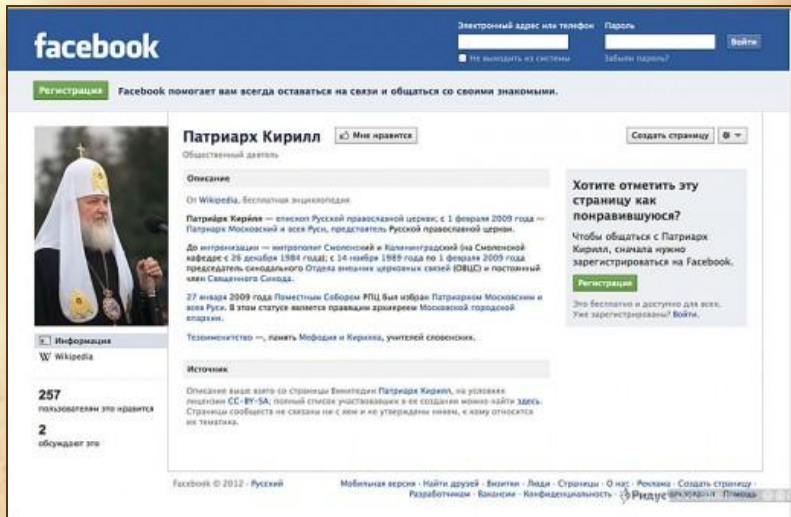 Электронный адрес или телефон
Пароль
facebook
Войти
Не выходить из системы
Забыли пароль?
Регистрация
Facebook помогает вам всегда оставаться на связи и общаться со своими знакомыми.
Патриарх Кирилл
Мне нравится
Создать страницу
Общественный деятель
Описание
От Wikipedia, бесплатная энциклопедия
Патриа́рх Кири́лл — епископ Русской православной церкви; с 1 февраля 2009 года —
Патриарх Московский и всея Руси, предстоятель Русской православной церкви.
До интронизации — митрополит Смоленский и Калининградский (на Смоленской
кафедре с 26 декабря 1984 года); с 14 ноября 1989 года по 1 февраля 2009 года
председатель синодального Отдела внешних церковных связей (ОВЦС) и постоянный
член Священного Синода.
27 января 2009 года Поместным Собором РПЦ был избран Патриархом Московским и
всея Руси. В этом статусе является правящим архиереем Московской городской
епархии.
Тезоименитство —, память Мефодия и Кирилла, учителей словенских.
Источник
Описание выше взято со страницы Википедии Патриарх Кирилл, на условиях
лицензии CC-BY-SA; полный список участвовавших в ее создании можно найти здесь.
Страницы сообществ не связаны ни с кем и не утверждены никем, к кому относится
их тематика.
Хотите отметить эту
страницу как
понравившуюся?
Чтобы общаться с Патриарх
Кирилл, сначала нужно
зарегистрироваться на Facebook.
Регистрация
Это бесплатно и доступно для всех.
Уже зарегистрированы? Войти.
Информация
Wikipedia
257
пользователям это нравится
2
обсуждают это
Facebook © 2012 · Русский
Мобильная версия · Найти друзей · Визитки · Люди · Страницы · О нас · Реклама · Создать страницу ·
Разработчикам · Вакансии · Конфиденциальность ·
Ридус
Помощь